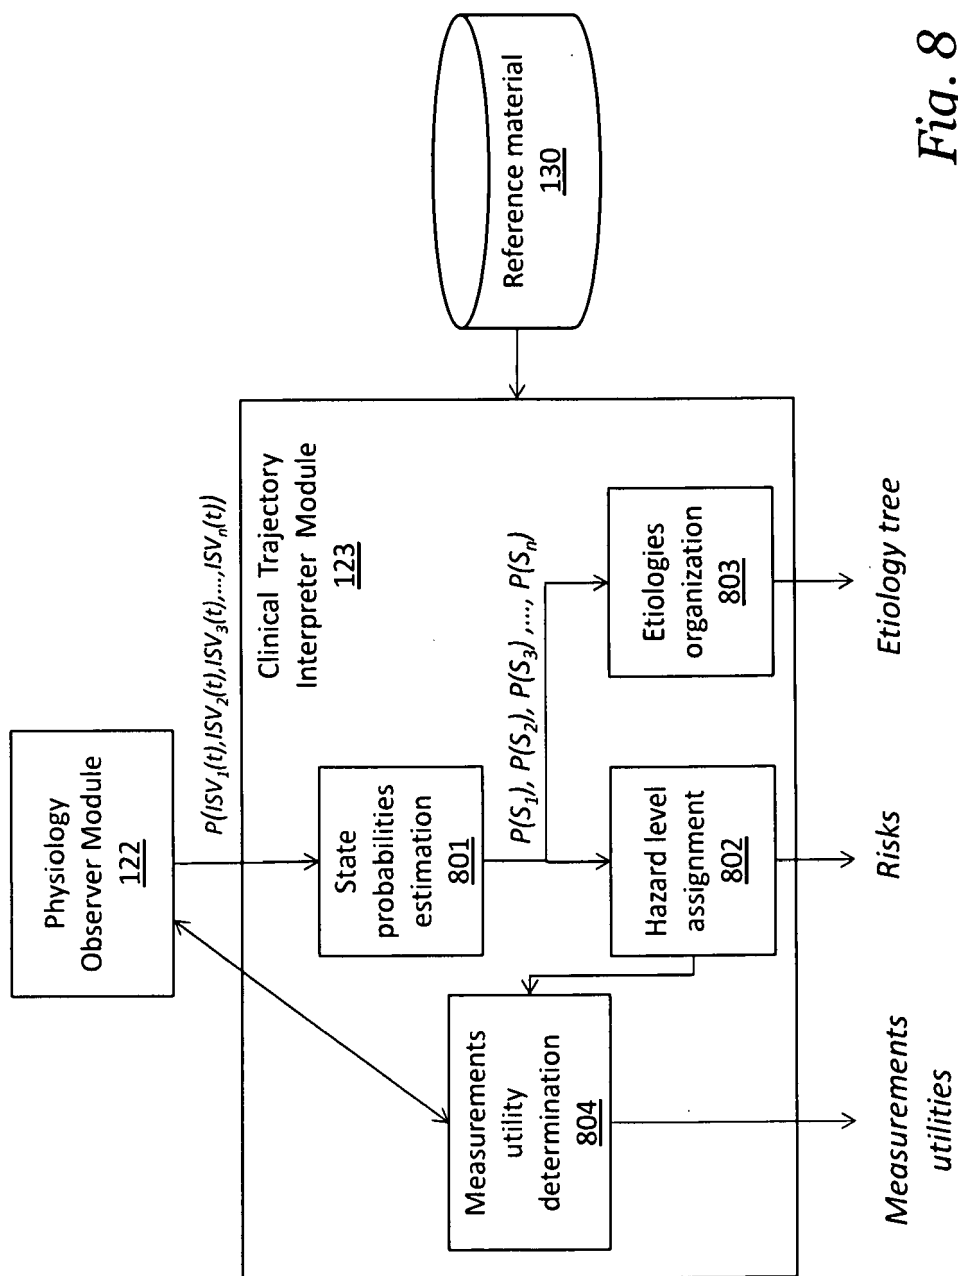 Physiology
Observer Module
122
P(ISV₁(t),ISV₂(t),ISV₃(t),...,ISVₙ(t))
Clinical Trajectory
Interpreter Module
123
State
probabilities
estimation
801
P(S₁), P(S₂), P(S₃) ,..., P(Sₙ)
Measurements
utility
determination
804
Hazard level
assignment
802
Etiologies
organization
803
Reference material
130
Measurements
utilities
Risks
Etiology tree
Fig. 8